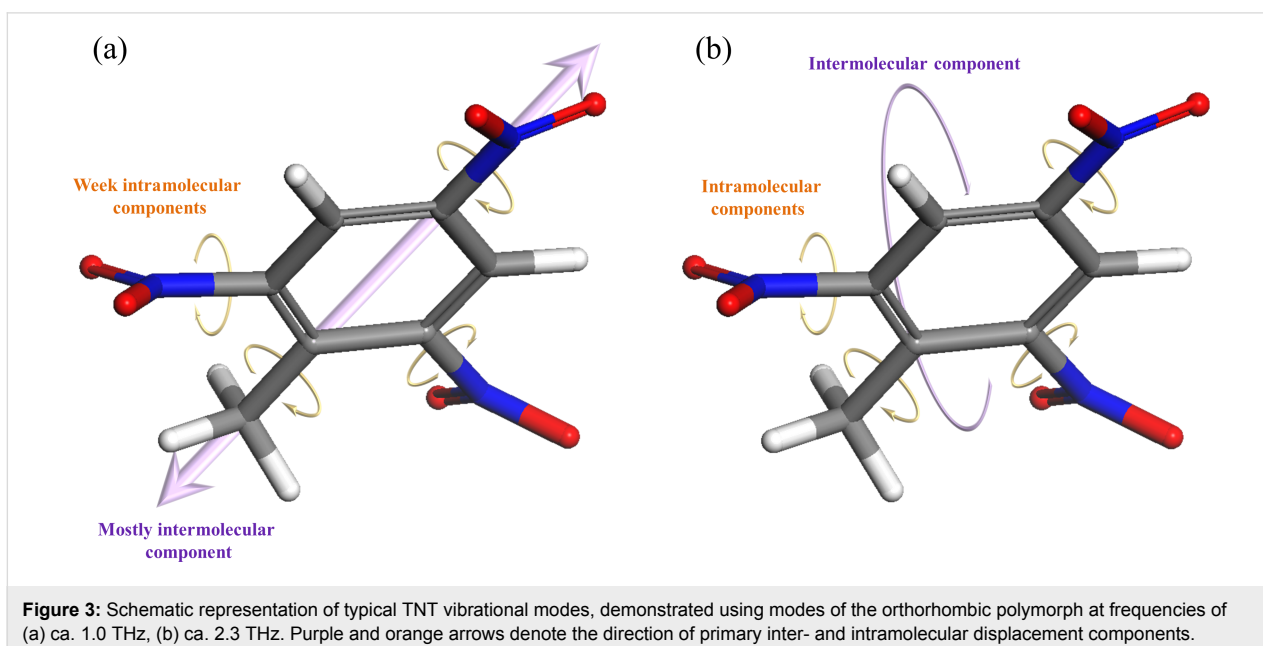 (a)
(b)
Intermolecular component
Week intramolecular
components
Intramolecular
components
Mostly intermolecular
component
Figure 3: Schematic representation of typical TNT vibrational modes, demonstrated using modes of the orthorhombic polymorph at frequencies of
(a) ca. 1.0 THz, (b) ca. 2.3 THz. Purple and orange arrows denote the direction of primary inter- and intramolecular displacement components.